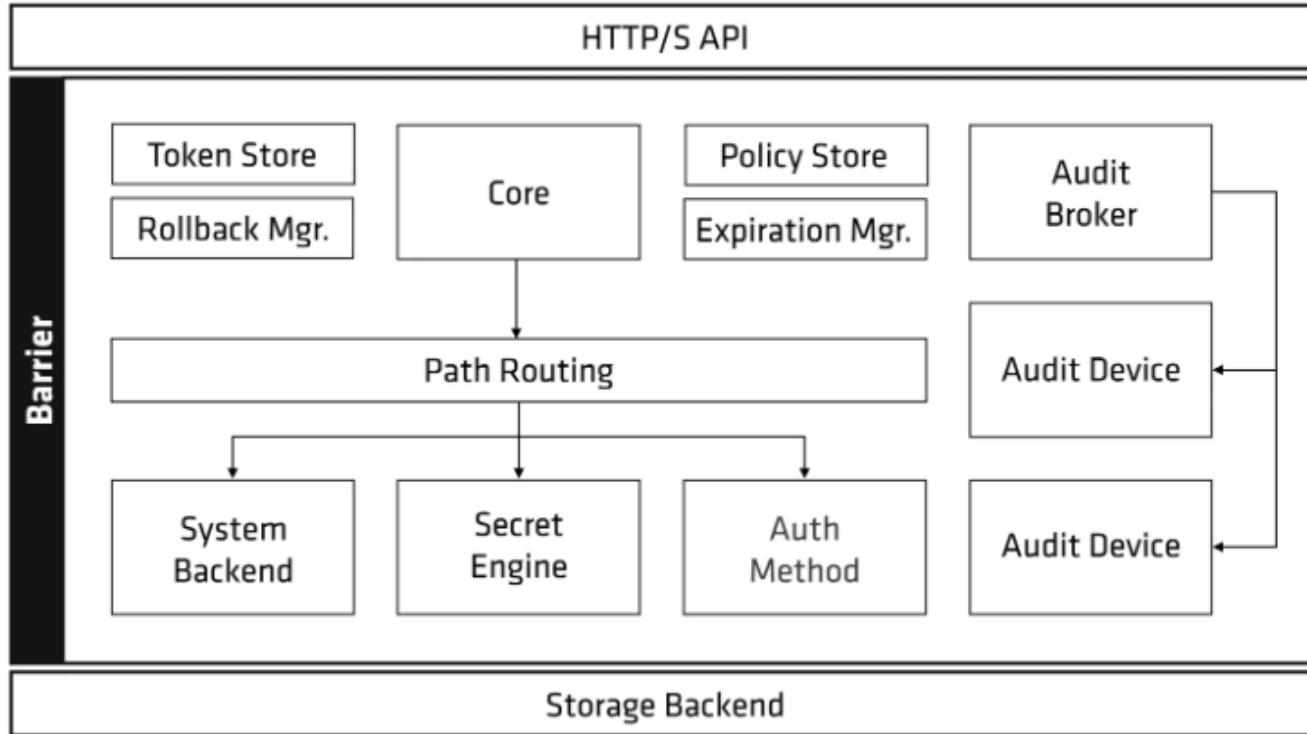 HTTP/S API
Barrier
Token Store
Rollback Mgr.
Core
Policy Store
Expiration Mgr.
Audit
Broker
Path Routing
Audit Device
System
Backend
Secret
Engine
Auth
Method
Audit Device
Storage Backend